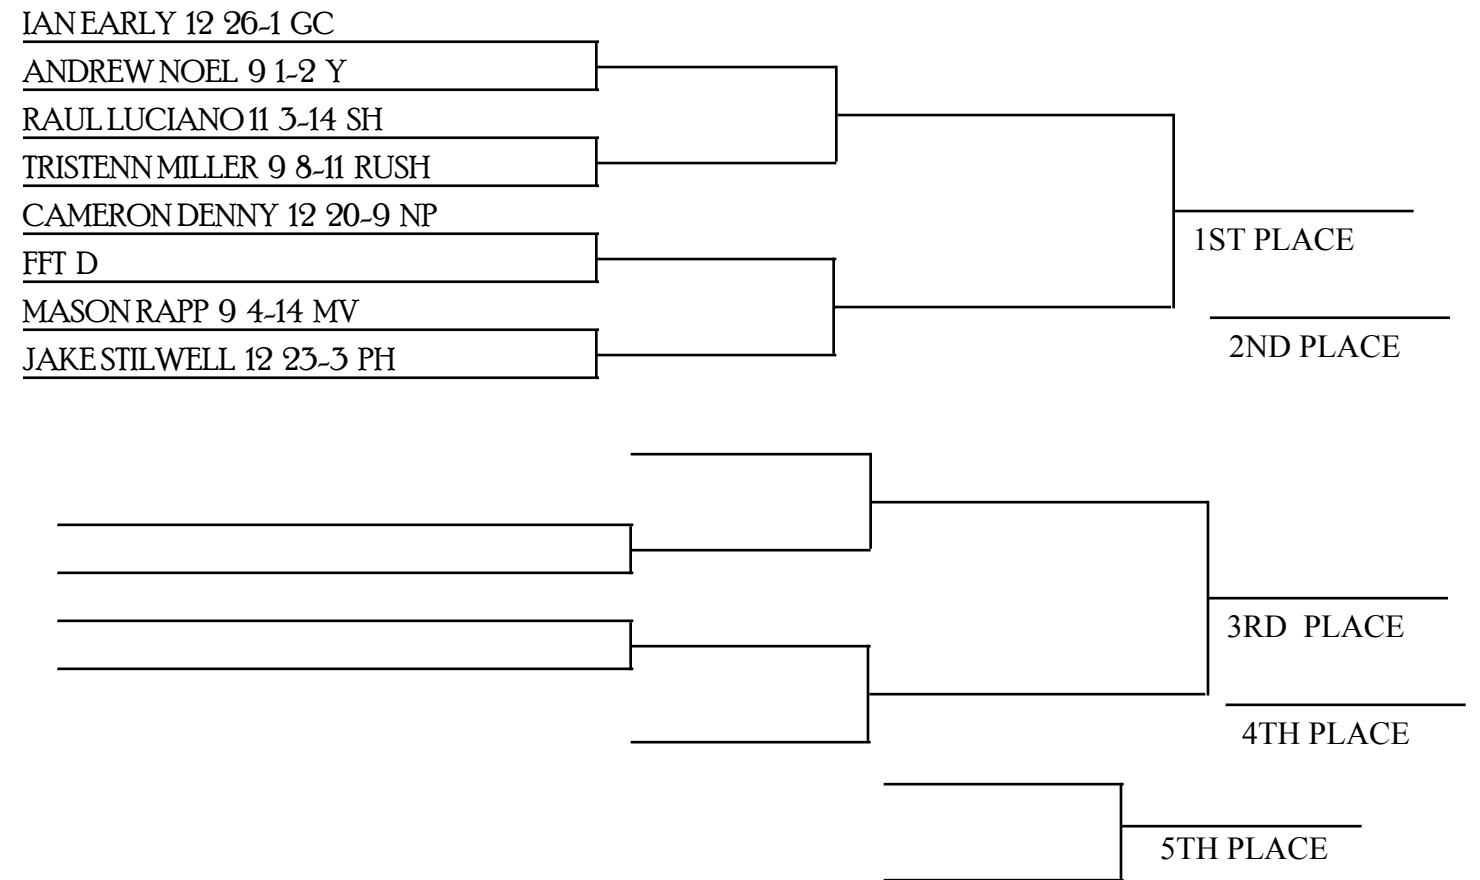 IAN EARLY 12 26-1 GC
ANDREW NOEL 9 1-2 Y
RAUL LUCIANO 11 3-14 SH
TRISTENN MILLER 9 8-11 RUSH
CAMERON DENNY 12 20-9 NP
1ST PLACE
FFT D
MASON RAPP 9 4-14 MV
2ND PLACE
JAKE STILWELL 12 23-3 PH
3RD PLACE
4TH PLACE
5TH PLACE